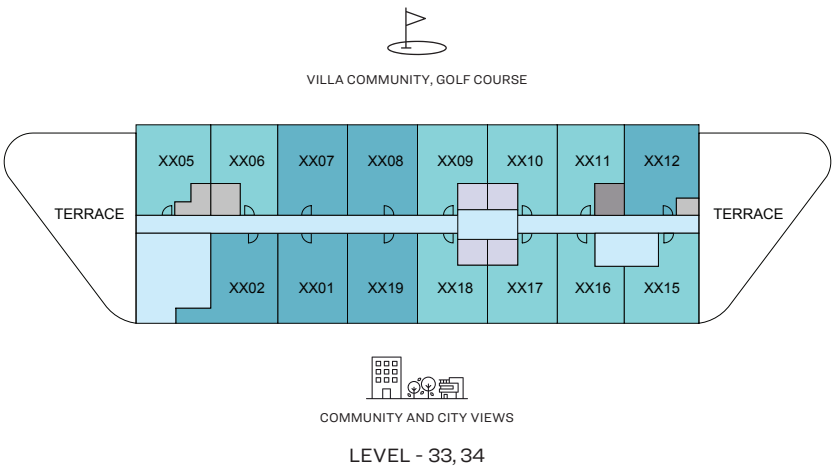 VILLA COMMUNITY, GOLF COURSE
XX05 XX06 XX07 XX08 XX09 XX10 XX11 XX12
TERRACE TERRACE
XX02 XX01 XX19 XX18 XX17 XX16 XX15
COMMUNITY AND CITY VIEWS
LEVEL - 33, 34